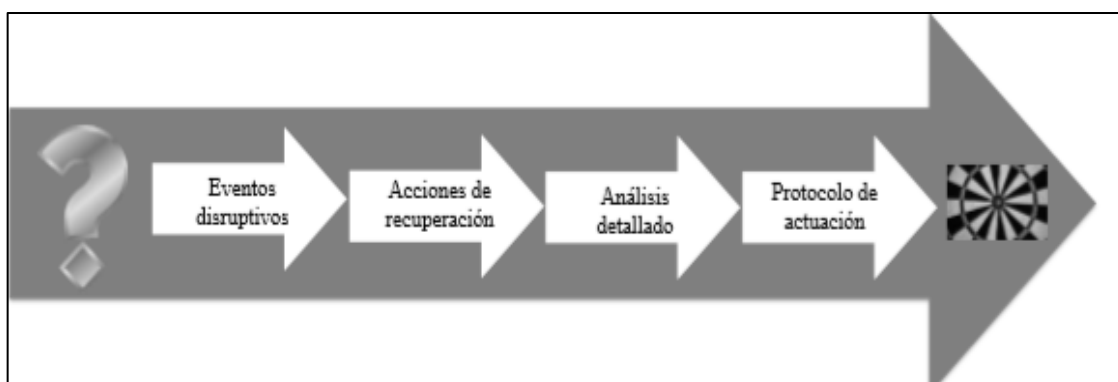 Eventos
disruptivos
Acciones de
recuperación
Análisis
detallado
Protocolo de
actuación